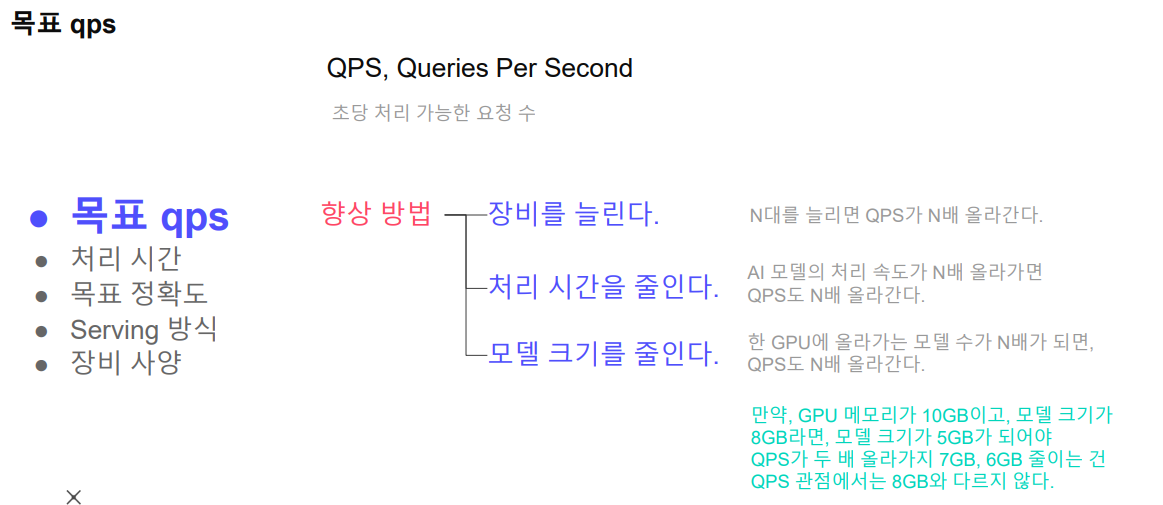 목표 qps
QPS, Queries Per Second
초당 처리 가능한 요청 수
목표 qps
처리 시간
목표 정확도
Serving 방식
장비 사양
향상 방법
장비를 늘린다.
N대를 늘리면 QPS가 N배 올라간다.
처리 시간을 줄인다.
AI 모델의 처리 속도가 N배 올라가면
QPS도 N배 올라간다.
모델 크기를 줄인다.
한 GPU에 올라가는 모델 수가 N배가 되면,
QPS도 N배 올라간다.
만약, GPU 메모리가 10GB이고, 모델 크기가
8GB라면, 모델 크기가 5GB가 되어야
QPS가 두 배 올라가지 7GB, 6GB 줄이는 건
QPS 관점에서는 8GB와 다르지 않다.